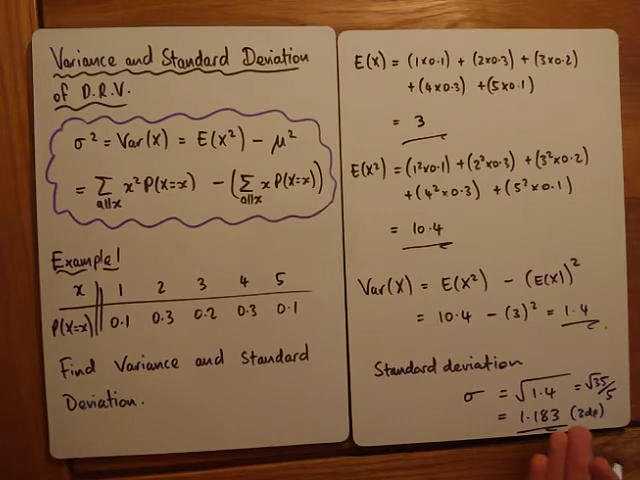 Variance and Standard Deviation
of D.R.V.
σ² = Var(X) = E(X²) - μ²
= Σ x² P(X=x) - (Σ x P(X=x))
all x all x
Example!
x 1 2 3 4 5
P(X=x) 0.1 0.3 0.2 0.3 0.1
Find Variance and Standard
Deviation.
E(X) = (1×0.1) + (2×0.3) + (3×0.2)
+ (4×0.3) + (5×0.1)
= 3
E(X²) = (1²×0.1) + (2²×0.3) + (3²×0.2)
+ (4²×0.3) + (5²×0.1)
= 10.4
Var(X) = E(X²) - (E(X))²
= 10.4 - (3)² = 1.4
Standard deviation
σ = √1.4 = √35/5
= 1.183 (3dp)